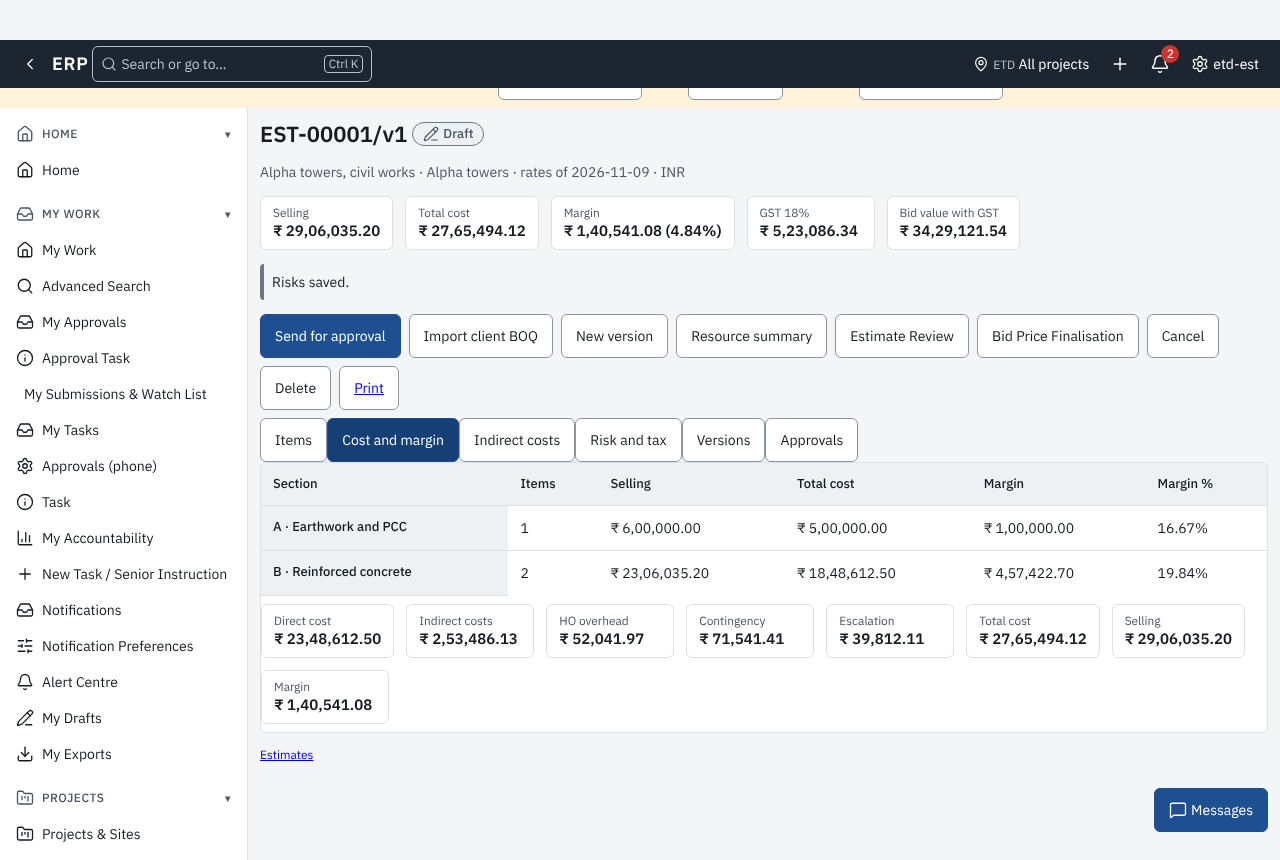 ERP Search or go to... Ctrl K ETD All projects 2 etd-est
HOME
Home
MY WORK
My Work
Advanced Search
My Approvals
Approval Task
My Submissions & Watch List
My Tasks
Approvals (phone)
Task
My Accountability
New Task / Senior Instruction
Notifications
Notification Preferences
Alert Centre
My Drafts
My Exports
PROJECTS
Projects & Sites
EST-00001/v1 Draft
Alpha towers, civil works · Alpha towers · rates of 2026-11-09 · INR
Selling Total cost Margin GST 18% Bid value with GST
₹ 29,06,035.20 ₹ 27,65,494.12 ₹ 1,40,541.08 (4.84%) ₹ 5,23,086.34 ₹ 34,29,121.54
Risks saved.
Send for approval Import client BOQ New version Resource summary Estimate Review Bid Price Finalisation Cancel
Delete Print
Items Cost and margin Indirect costs Risk and tax Versions Approvals
Section Items Selling Total cost Margin Margin %
A · Earthwork and PCC 1 ₹ 6,00,000.00 ₹ 5,00,000.00 ₹ 1,00,000.00 16.67%
B · Reinforced concrete 2 ₹ 23,06,035.20 ₹ 18,48,612.50 ₹ 4,57,422.70 19.84%
Direct cost Indirect costs HO overhead Contingency Escalation Total cost Selling
₹ 23,48,612.50 ₹ 2,53,486.13 ₹ 52,041.97 ₹ 71,541.41 ₹ 39,812.11 ₹ 27,65,494.12 ₹ 29,06,035.20
Margin
₹ 1,40,541.08
Estimates
Messages